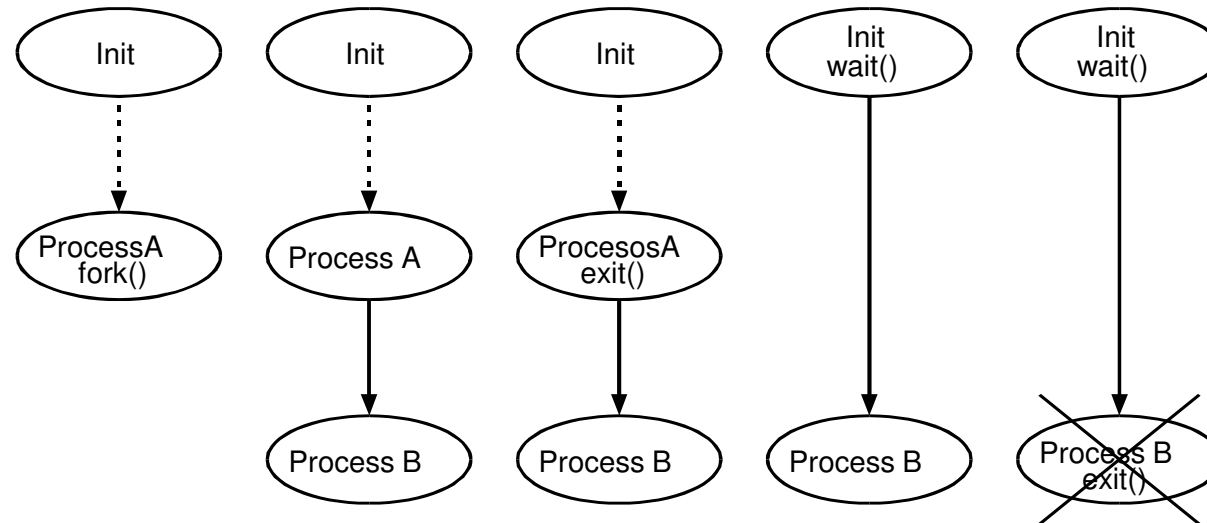 Init
Init
Init
Init
wait()
Init
wait()
ProcessA
fork()
Process A
ProcesosA
exit()
Process B
Process B
Process B
Process B
exit()